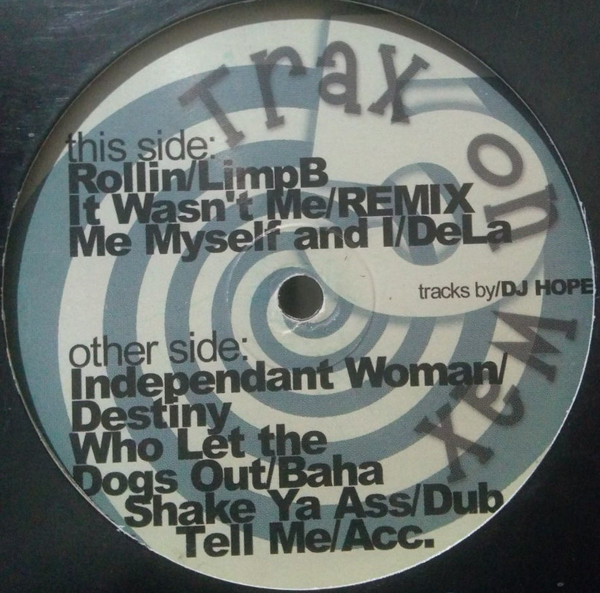 Trax on Wax
this side:
Rollin/LimpB
It Wasn't Me/REMIX
Me Myself and I/DeLa
tracks by/DJ HOPE
other side:
Independant Woman/
Destiny
Who Let the
Dogs Out/Baha
Shake Ya Ass/Dub
Tell Me/Acc.